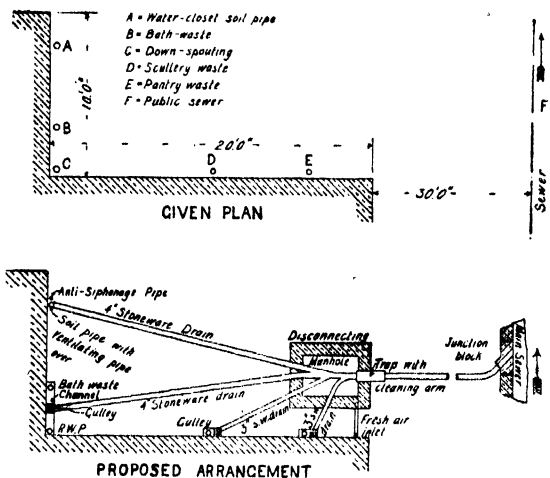 A = Water-closet soil pipe
B = Bath-waste
C = Down-spouting
D = Scullery waste
E = Pantry waste
F = Public sewer
A
10'.0"
B
C
20'0"
D
E
30'.0"
F
Sewer
GIVEN PLAN
Anti-Siphonage Pipe
4" Stoneware Drain
Soil pipe with
Ventilating pipe
over
Disconnecting
Manhole
Trap with
cleaning arm
Junction
block
Main Sewer
Bath waste
Channel
Gulley
4" Stoneware drain
R.W.P
Gulley
3" s.w. drain
3" s.w.
drain
Fresh air
inlet
PROPOSED ARRANGEMENT